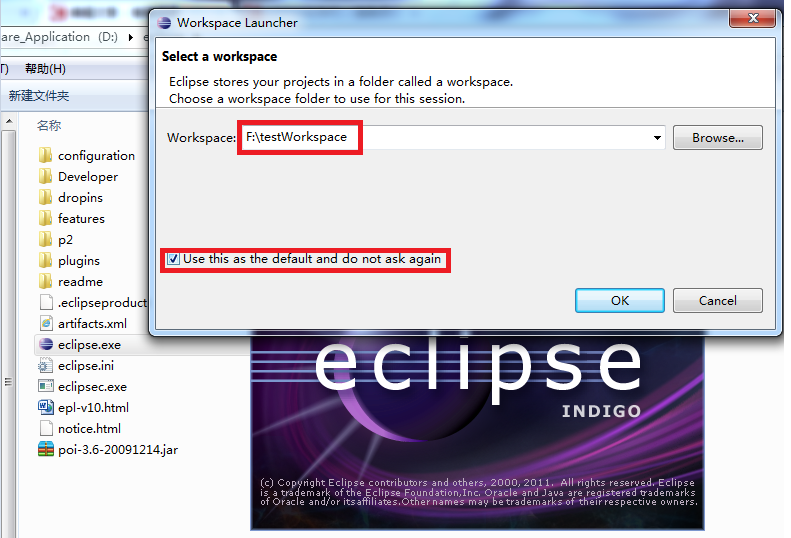 Workspace Launcher
are_Application (D:)
T) 帮助(H)
新建文件夹
名称
configuration
Developer
dropins
features
p2
plugins
readme
.eclipseproduct
artifacts.xml
eclipse.exe
eclipse.ini
eclipsec.exe
epl-v10.html
notice.html
poi-3.6-20091214.jar
Select a workspace
Eclipse stores your projects in a folder called a workspace.
Choose a workspace folder to use for this session.
Workspace: F:\testWorkspace Browse...
Use this as the default and do not ask again
OK Cancel
eclipse
INDIGO
(c) Copyright Eclipse contributors and others, 2000, 2011. All rights reserved. Eclipse
is a trademark of the Eclipse Foundation,Inc. Oracle and Java are registered trademarks
of Oracle and/or itsaffiliates.Other names may be trademarks of their respective owners.